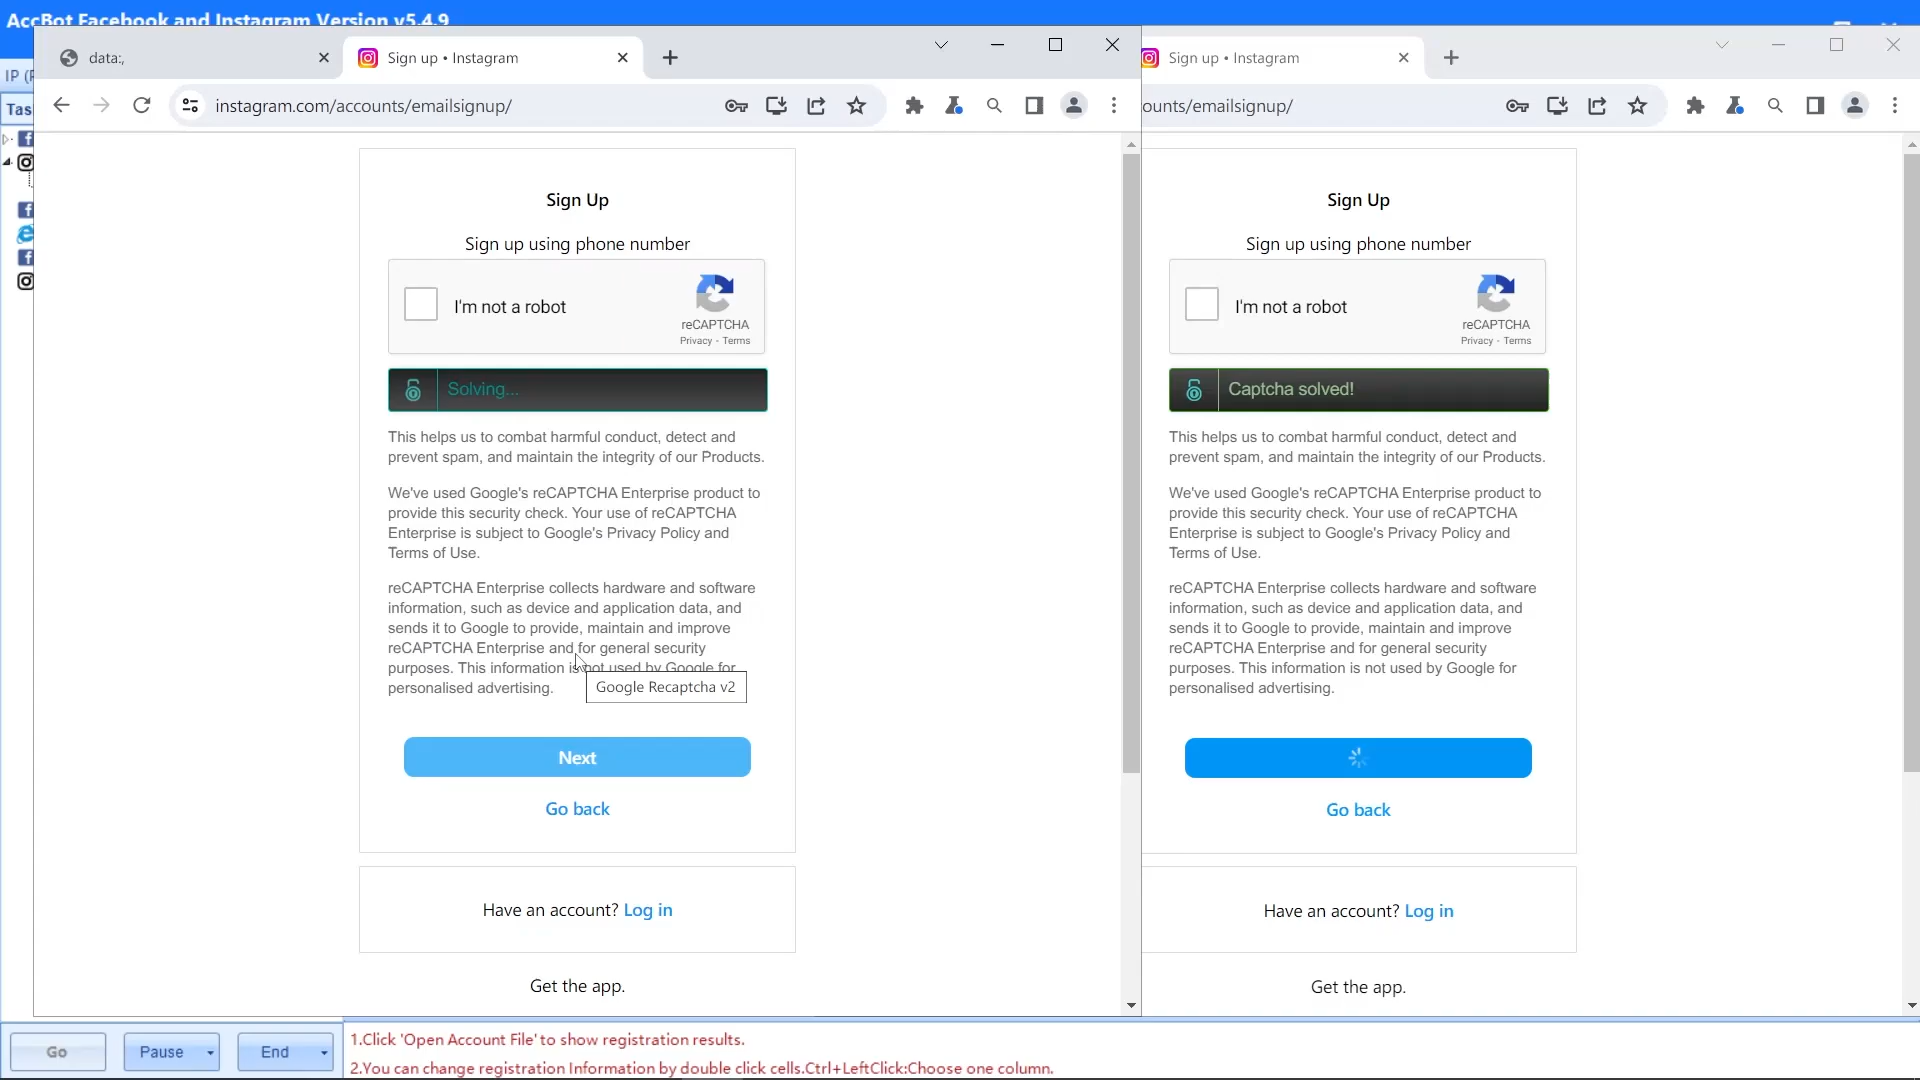 AccBot Facebook and Instagram Version v5.4.9
data:,
Sign up • Instagram
Sign up • Instagram
instagram.com/accounts/emailsignup/
ounts/emailsignup/
IP (
Tas
Sign Up
Sign up using phone number
I'm not a robot
reCAPTCHA
Privacy - Terms
Solving...
This helps us to combat harmful conduct, detect and
prevent spam, and maintain the integrity of our Products.
We've used Google's reCAPTCHA Enterprise product to
provide this security check. Your use of reCAPTCHA
Enterprise is subject to Google's Privacy Policy and
Terms of Use.
reCAPTCHA Enterprise collects hardware and software
information, such as device and application data, and
sends it to Google to provide, maintain and improve
reCAPTCHA Enterprise and for general security
purposes. This information is not used by Google for
personalised advertising.
Google Recaptcha v2
Next
Go back
Have an account? Log in
Get the app.
Sign Up
Sign up using phone number
I'm not a robot
reCAPTCHA
Privacy - Terms
Captcha solved!
This helps us to combat harmful conduct, detect and
prevent spam, and maintain the integrity of our Products.
We've used Google's reCAPTCHA Enterprise product to
provide this security check. Your use of reCAPTCHA
Enterprise is subject to Google's Privacy Policy and
Terms of Use.
reCAPTCHA Enterprise collects hardware and software
information, such as device and application data, and
sends it to Google to provide, maintain and improve
reCAPTCHA Enterprise and for general security
purposes. This information is not used by Google for
personalised advertising.
Go back
Have an account? Log in
Get the app.
Go
Pause
End
1.Click 'Open Account File' to show registration results.
2.You can change registration Information by double click cells.Ctrl+LeftClick:Choose one column.